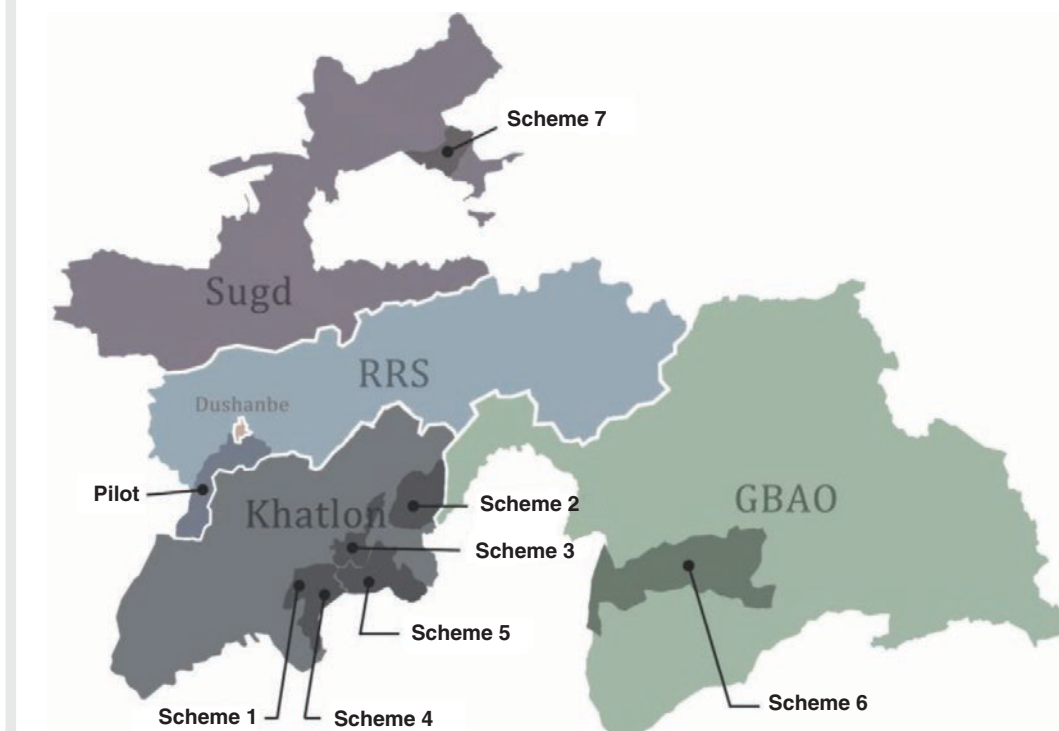 Scheme 7
Sugd
RRS
Dushanbe
Pilot
Khatlon
Scheme 2
GBAO
Scheme 3
Scheme 5
Scheme 6
Scheme 1
Scheme 4